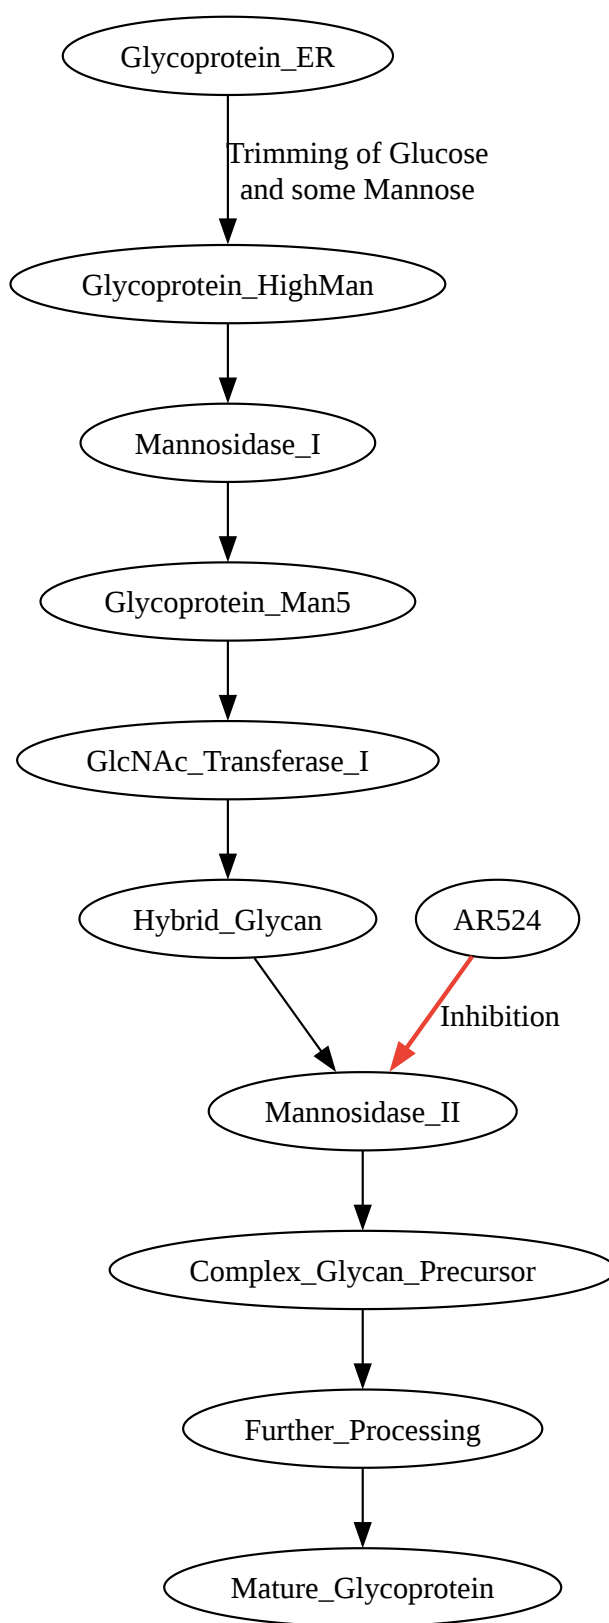 Glycoprotein_ER
Trimming of Glucose
and some Mannose
Glycoprotein_HighMan
Mannosidase_I
Glycoprotein_Man5
GlcNAc_Transferase_I
Hybrid_Glycan
AR524
Inhibition
Mannosidase_II
Complex_Glycan_Precursor
Further_Processing
Mature_Glycoprotein